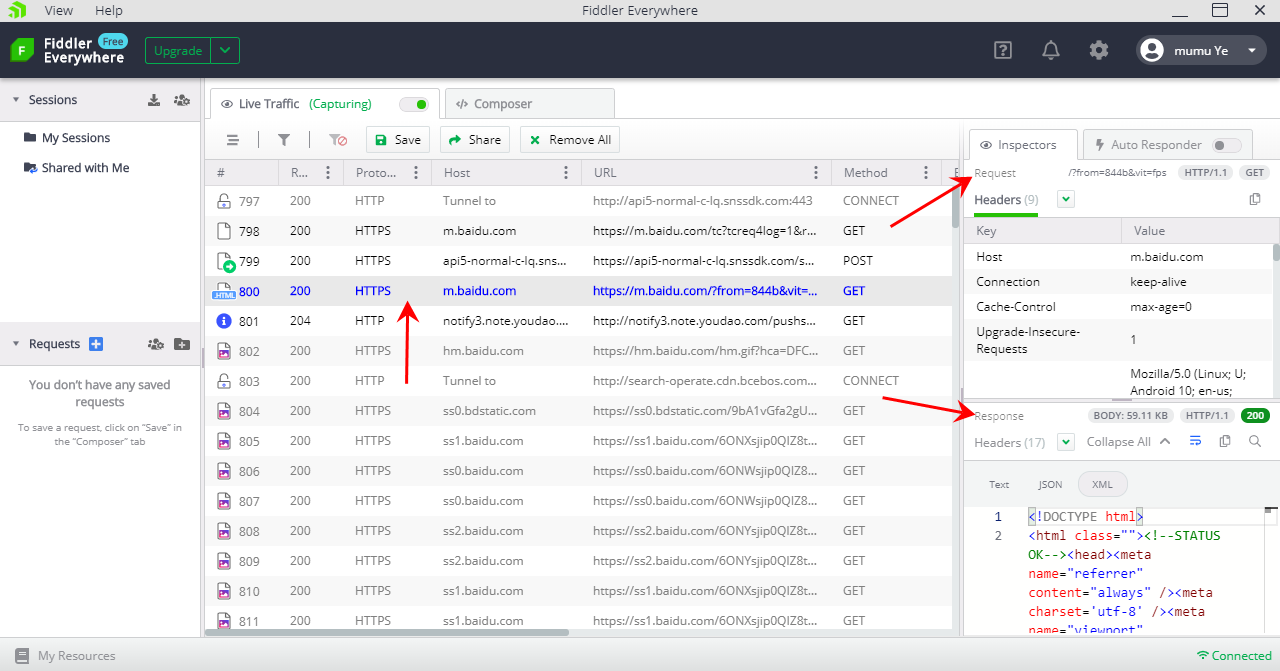 View Help Fiddler Everywhere
F Fiddler Everywhere Free Upgrade ? mumu Ye
Sessions
My Sessions
Shared with Me
Requests
You don't have any saved
requests
To save a request, click on "Save" in
the "Composer" tab
Live Traffic (Capturing) Composer
Save Share Remove All
# R... Proto... Host URL Method
797 200 HTTP Tunnel to http://api5-normal-c-lq.snssdk.com:443 CONNECT
798 200 HTTPS m.baidu.com https://m.baidu.com/tc?tcreq4log=1&r... GET
799 200 HTTPS api5-normal-c-lq.sns... https://api5-normal-c-lq.snssdk.com/s... POST
HTML 800 200 HTTPS m.baidu.com https://m.baidu.com/?from=844b&vit=... GET
801 204 HTTP notify3.note.youdao.... http://notify3.note.youdao.com/pushs... GET
802 200 HTTPS hm.baidu.com https://hm.baidu.com/hm.gif?hca=DFC... GET
803 200 HTTP Tunnel to http://search-operate.cdn.bcebos.com... CONNECT
804 200 HTTPS ss0.bdstatic.com https://ss0.bdstatic.com/9bA1vGfa2gU... GET
805 200 HTTPS ss1.baidu.com https://ss1.baidu.com/6ONXsjip0QIZ8... GET
806 200 HTTPS ss0.baidu.com https://ss0.baidu.com/6ONWsjip0QIZ8... GET
807 200 HTTPS ss0.baidu.com https://ss0.baidu.com/6ONWsjip0QIZ8... GET
808 200 HTTPS ss2.baidu.com https://ss2.baidu.com/6ONYsjip0QIZ8... GET
809 200 HTTPS ss2.baidu.com https://ss2.baidu.com/6ONYsjip0QIZ8... GET
810 200 HTTPS ss1.baidu.com https://ss1.baidu.com/6ONXsjip0QIZ8... GET
811 200 HTTPS ss1.baidu.com https://ss1.baidu.com/6ONXsjip0QIZ8... GET
Inspectors Auto Responder
Request /?from=844b&vit=fps HTTP/1.1 GET
Headers (9)
Key Value
Host m.baidu.com
Connection keep-alive
Cache-Control max-age=0
Upgrade-Insecure-
Requests 1
Mozilla/5.0 (Linux; U;
Android 10; en-us;
Response BODY: 59.11 KB HTTP/1.1 200
Headers (17) Collapse All
Text JSON XML
1 <!DOCTYPE html>
2 <html class=""><!--STATUS
OK--><head><meta
name="referrer"
content="always" /><meta
charset='utf-8' /><meta
name="viewport"
My Resources Connected